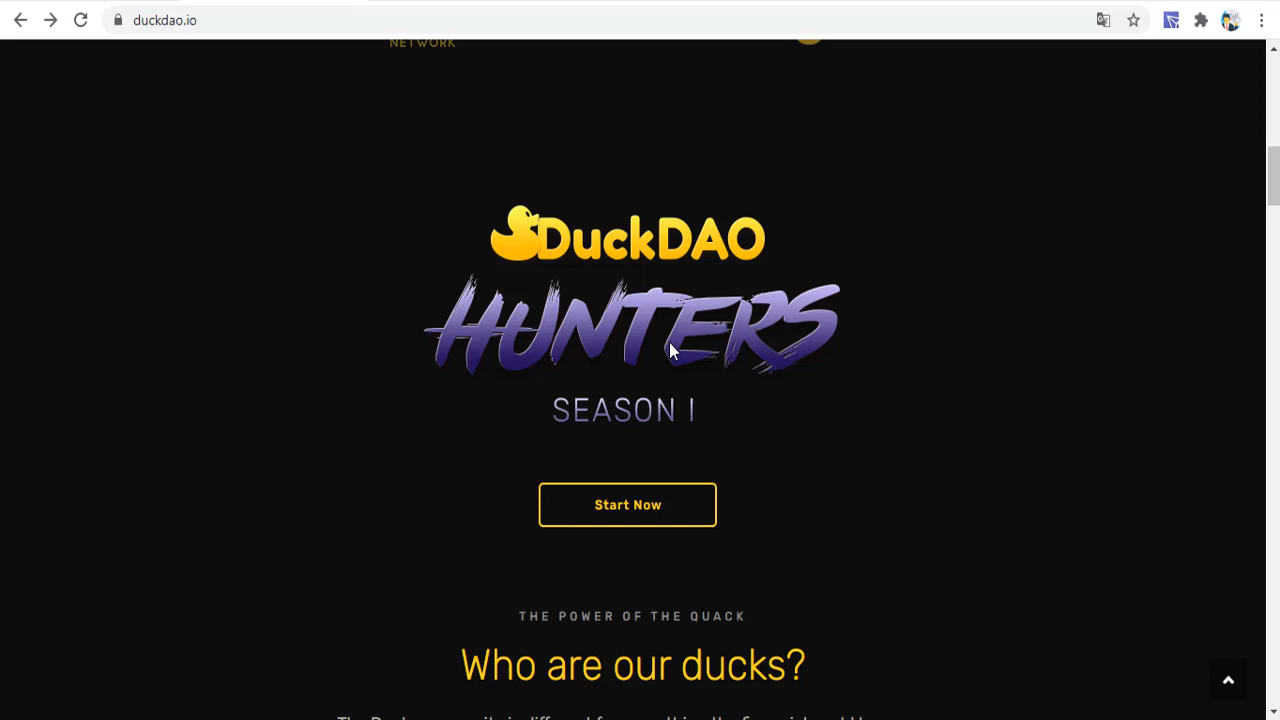 duckdao.io
NETWORK
DuckDAO
HUNTERS
SEASON I
Start Now
THE POWER OF THE QUACK
Who are our ducks?